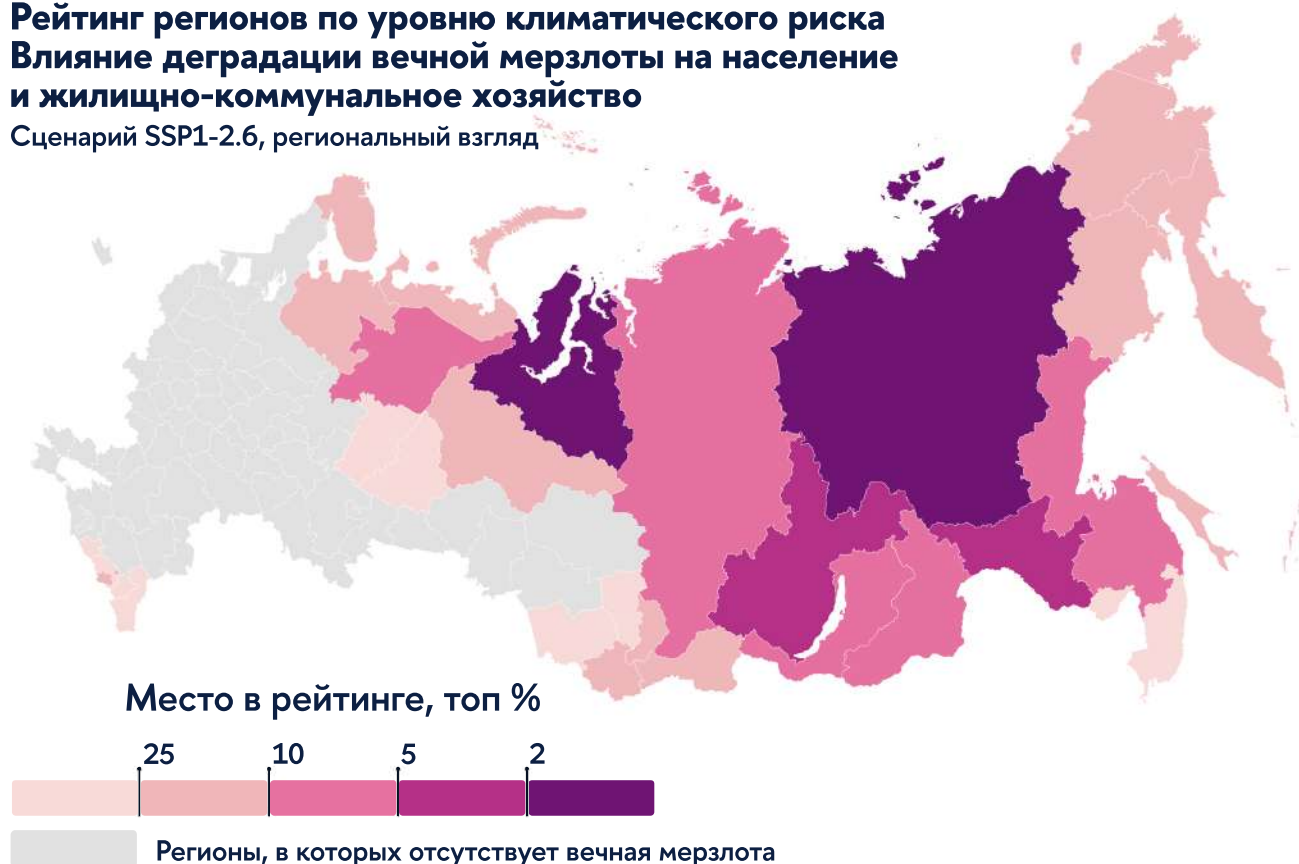 Рейтинг регионов по уровню климатического риска
Влияние деградации вечной мерзлоты на население
и жилищно-коммунальное хозяйство
Сценарий SSP1-2.6, региональный взгляд
Место в рейтинге, топ %
25 10 5 2
Регионы, в которых отсутствует вечная мерзлота